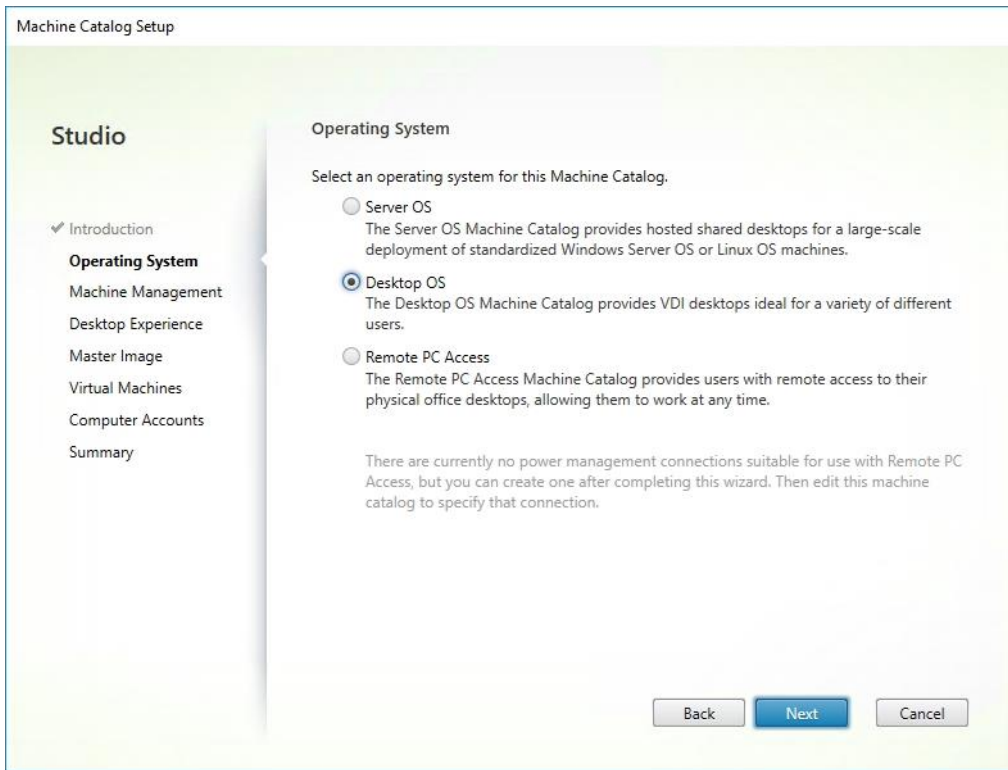 Machine Catalog Setup
Studio
Introduction
Operating System
Machine Management
Desktop Experience
Master Image
Virtual Machines
Computer Accounts
Summary
Operating System
Select an operating system for this Machine Catalog.
Server OS
The Server OS Machine Catalog provides hosted shared desktops for a large-scale
deployment of standardized Windows Server OS or Linux OS machines.
Desktop OS
The Desktop OS Machine Catalog provides VDI desktops ideal for a variety of different
users.
Remote PC Access
The Remote PC Access Machine Catalog provides users with remote access to their
physical office desktops, allowing them to work at any time.
There are currently no power management connections suitable for use with Remote PC
Access, but you can create one after completing this wizard. Then edit this machine
catalog to specify that connection.
Back
Next
Cancel